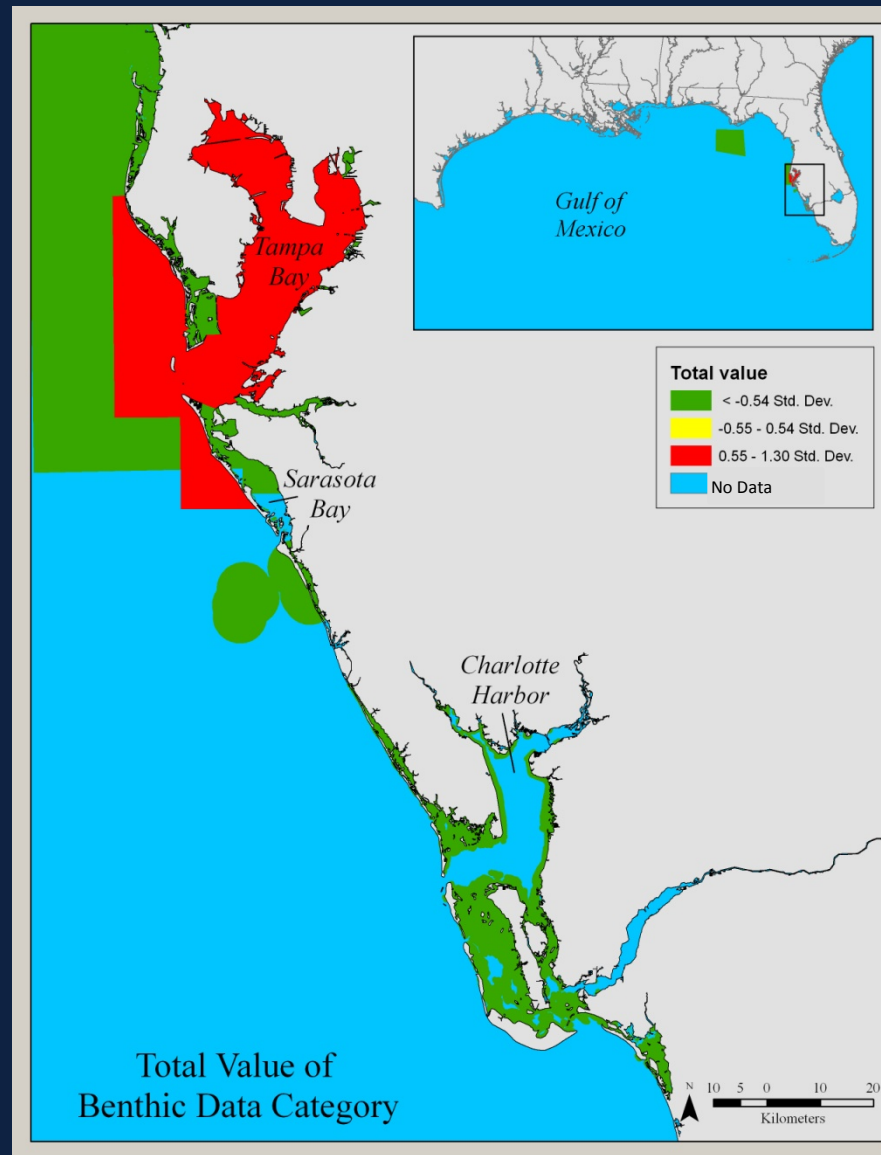 Gulf of
Mexico
Tampa
Bay
Total value
< -0.54 Std. Dev.
-0.55 - 0.54 Std. Dev.
0.55 - 1.30 Std. Dev.
No Data
Sarasota
Bay
Charlotte
Harbor
Total Value of
Benthic Data Category
N
10 5 0 10 20
Kilometers